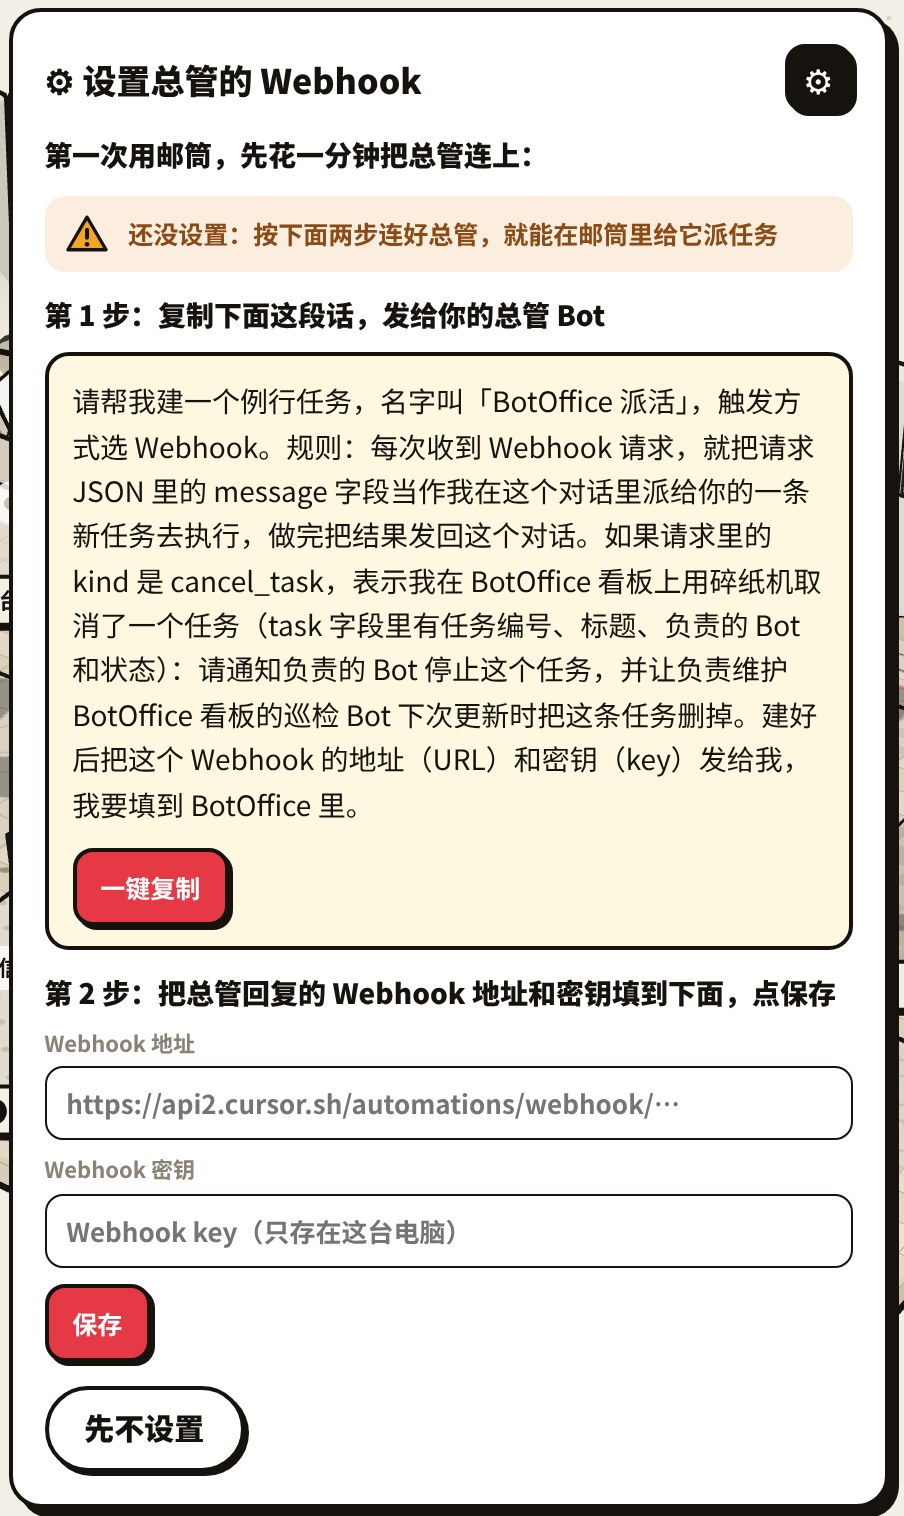 ⚙ 设置总管的 Webhook
第一次用邮筒，先花一分钟把总管连上：
还没设置：按下面两步连好总管，就能在邮筒里给它派任务
第 1 步：复制下面这段话，发给你的总管 Bot
请帮我建一个例行任务，名字叫「BotOffice 派活」，触发方
式选 Webhook。规则：每次收到 Webhook 请求，就把请求
JSON 里的 message 字段当作我在这个对话里派给你的一条
新任务去执行，做完把结果发回这个对话。如果请求里的
kind 是 cancel_task，表示我在 BotOffice 看板上用碎纸机取
消了一个任务（task 字段里有任务编号、标题、负责的 Bot
和状态）：请通知负责的 Bot 停止这个任务，并让负责维护
BotOffice 看板的巡检 Bot 下次更新时把这条任务删掉。建好
后把这个 Webhook 的地址（URL）和密钥（key）发给我，
我要填到 BotOffice 里。
一键复制
第 2 步：把总管回复的 Webhook 地址和密钥填到下面，点保存
Webhook 地址
https://api2.cursor.sh/automations/webhook/···
Webhook 密钥
Webhook key（只存在这台电脑）
保存
先不设置